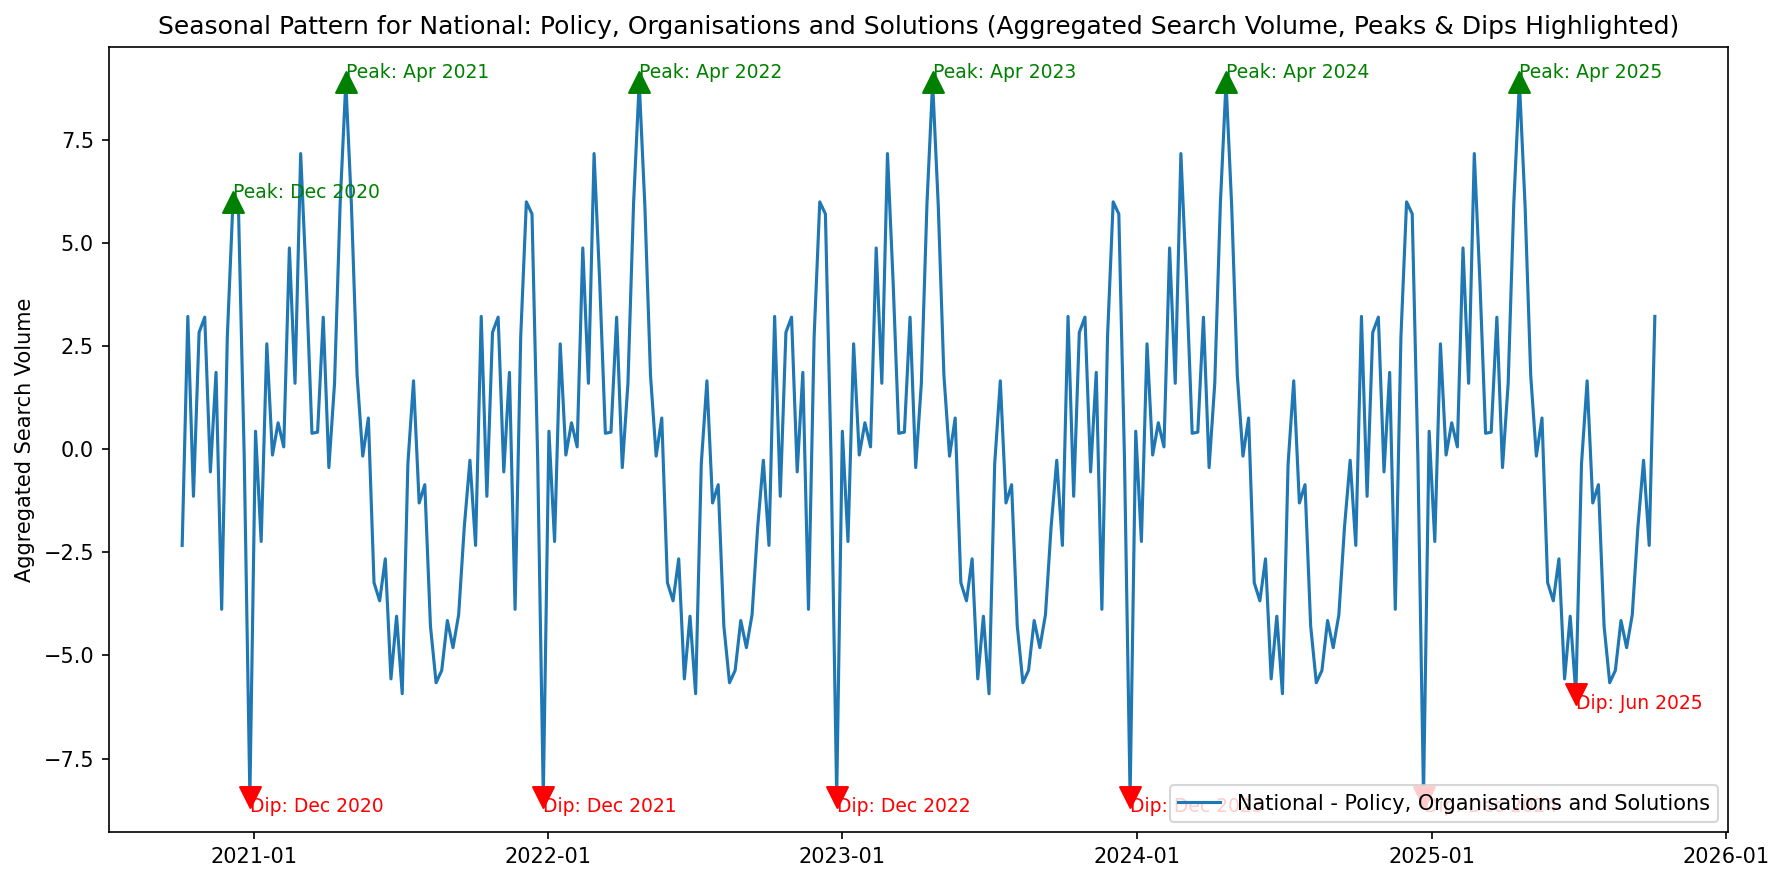 Seasonal Pattern for National: Policy, Organisations and Solutions (Aggregated Search Volume, Peaks & Dips Highlighted)
Peak: Apr 2021
Peak: Apr 2022
Peak: Apr 2023
Peak: Apr 2024
Peak: Apr 2025
Peak: Dec 2020
7.5
5.0
2.5
0.0
−2.5
−5.0
−7.5
Aggregated Search Volume
Dip: Jun 2025
Dip: Dec 2020
Dip: Dec 2021
Dip: Dec 2022
Dip:
National - Policy, Organisations and Solutions
2021-01
2022-01
2023-01
2024-01
2025-01
2026-01